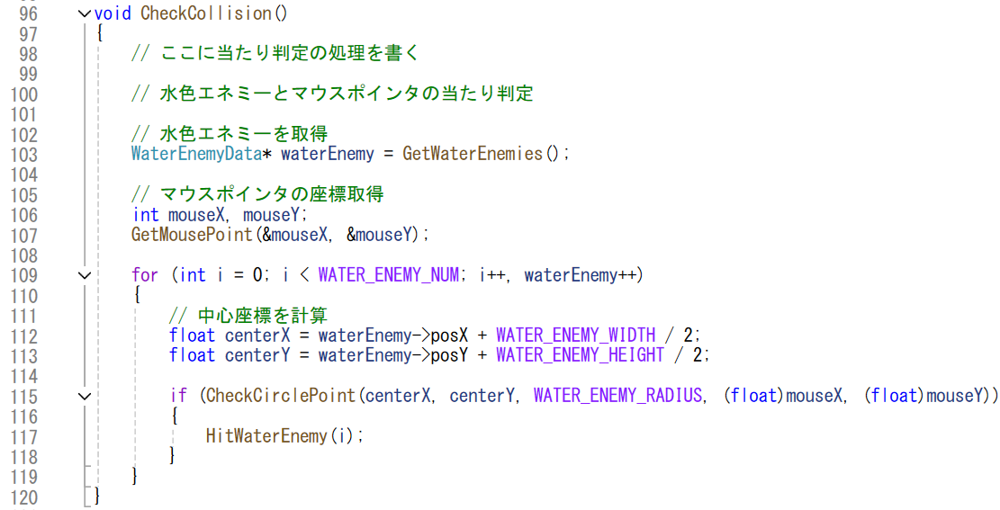 96 void CheckCollision()
97 {
98 // ここに当たり判定の処理を書く
99
100 // 水色エネミーとマウスポインタの当たり判定
101
102 // 水色エネミーを取得
103 WaterEnemyData* waterEnemy = GetWaterEnemies();
104
105 // マウスポインタの座標取得
106 int mouseX, mouseY;
107 GetMousePoint(&mouseX, &mouseY);
108
109 for (int i = 0; i < WATER_ENEMY_NUM; i++, waterEnemy++)
110 {
111 // 中心座標を計算
112 float centerX = waterEnemy->posX + WATER_ENEMY_WIDTH / 2;
113 float centerY = waterEnemy->posY + WATER_ENEMY_HEIGHT / 2;
114
115 if (CheckCirclePoint(centerX, centerY, WATER_ENEMY_RADIUS, (float)mouseX, (float)mouseY))
116 {
117 HitWaterEnemy(i);
118 }
119 }
120 }